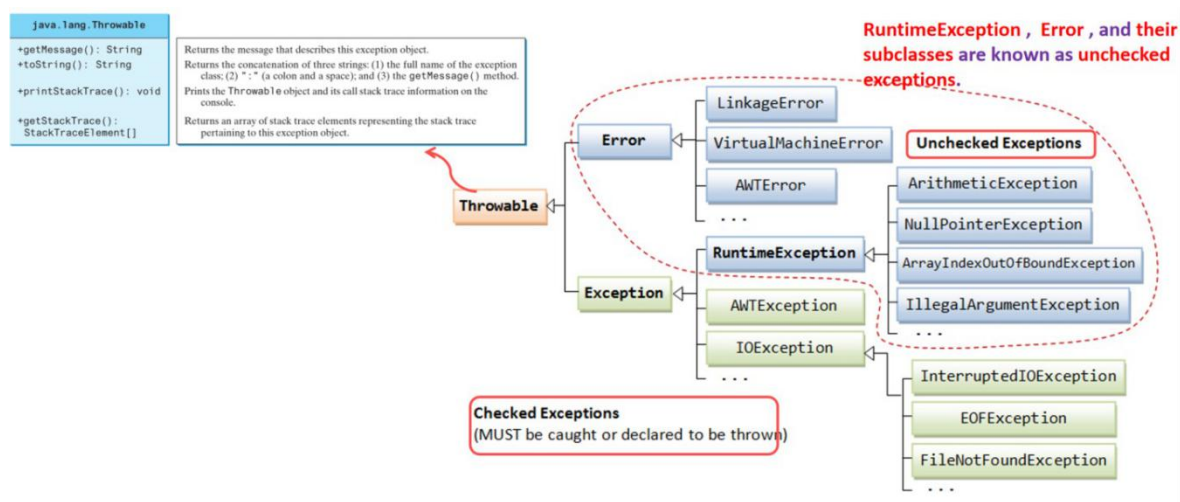 java.lang.Throwable
+getMessage(): String
+toString(): String
+printStackTrace(): void
+getStackTrace():
StackTraceElement[]
Returns the message that describes this exception object.
Returns the concatenation of three strings: (1) the full name of the exception
class; (2) ":" (a colon and a space); and (3) the getMessage() method.
Prints the Throwable object and its call stack trace information on the
console.
Returns an array of stack trace elements representing the stack trace
pertaining to this exception object.
RuntimeException , Error , and their
subclasses are known as unchecked
exceptions.
Throwable
Error
LinkageError
VirtualMachineError
AWTError
...
Unchecked Exceptions
Exception
RuntimeException
ArithmeticException
NullPointerException
ArrayIndexOutOfBoundException
IllegalArgumentException
...
AWTException
IOException
...
InterruptedIOException
EOFException
FileNotFoundException
...
Checked Exceptions
(MUST be caught or declared to be thrown)